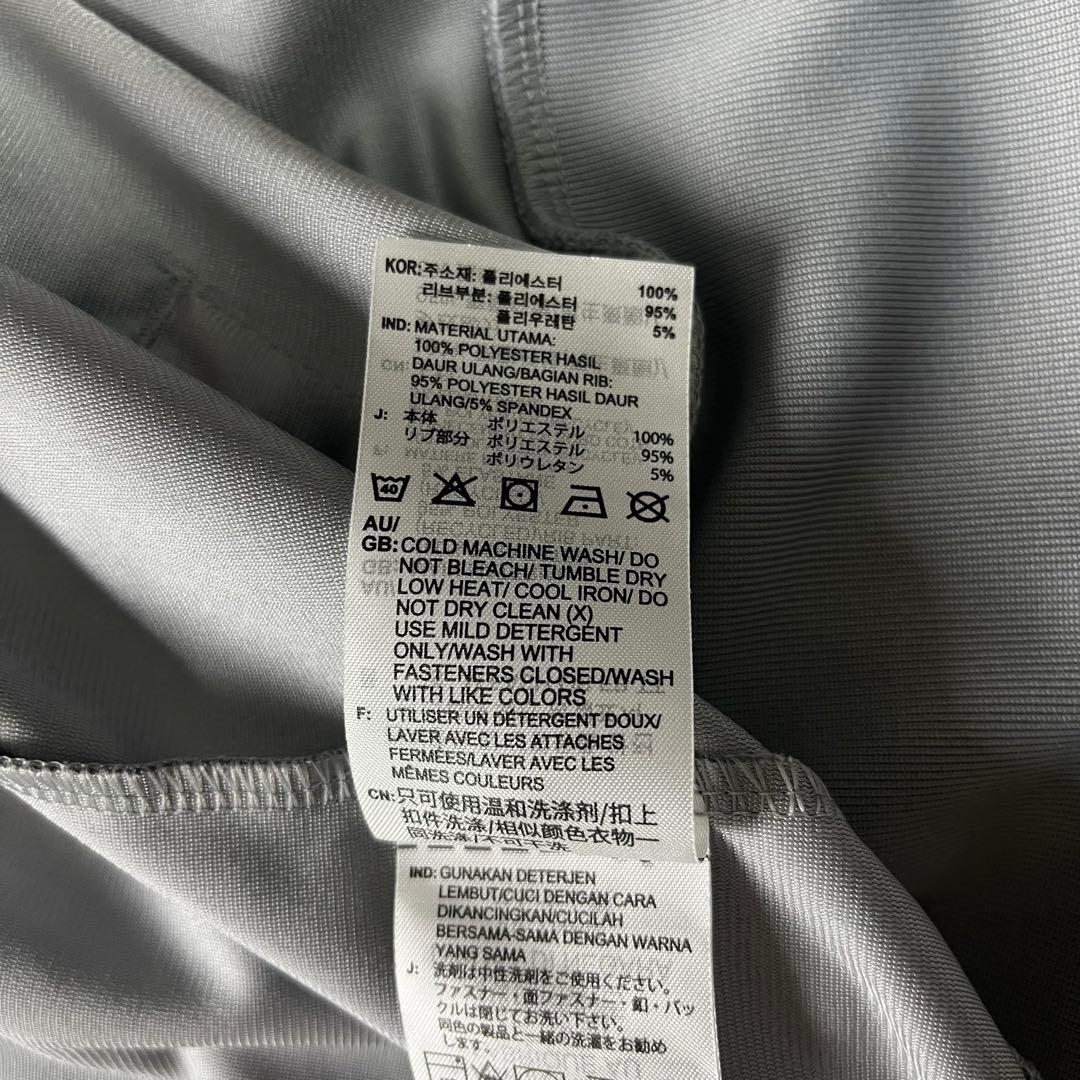 KOR:주소재: 폴리에스터 100%
리브부분: 폴리에스터 95%
폴리우레탄 5%
IND: MATERIAL UTAMA:
100% POLYESTER HASIL
DAUR ULANG/BAGIAN RIB:
95% POLYESTER HASIL DAUR
ULANG/5% SPANDEX
J: 本体 ポリエステル 100%
リブ部分 ポリエステル 95%
ポリウレタン 5%
40
AU/
GB: COLD MACHINE WASH/ DO
NOT BLEACH/ TUMBLE DRY
LOW HEAT/ COOL IRON/ DO
NOT DRY CLEAN (X)
USE MILD DETERGENT
ONLY/WASH WITH
FASTENERS CLOSED/WASH
WITH LIKE COLORS
F: UTILISER UN DÉTERGENT DOUX/
LAVER AVEC LES ATTACHES
FERMÉES/LAVER AVEC LES
MÊMES COULEURS
CN:只可使用温和洗涤剂/扣上
扣件洗涤/相似颜色衣物一
同洗涤/不可干洗
IND: GUNAKAN DETERJEN
LEMBUT/CUCI DENGAN CARA
DIKANCINGKAN/CUCILAH
BERSAMA-SAMA DENGAN WARNA
YANG SAMA
J: 洗剤は中性洗剤をご使用ください。
ファスナー・面ファスナー・釦・バッ
クルは閉じてお洗い下さい。
同色の製品と一緒の洗濯をお勧め
します。